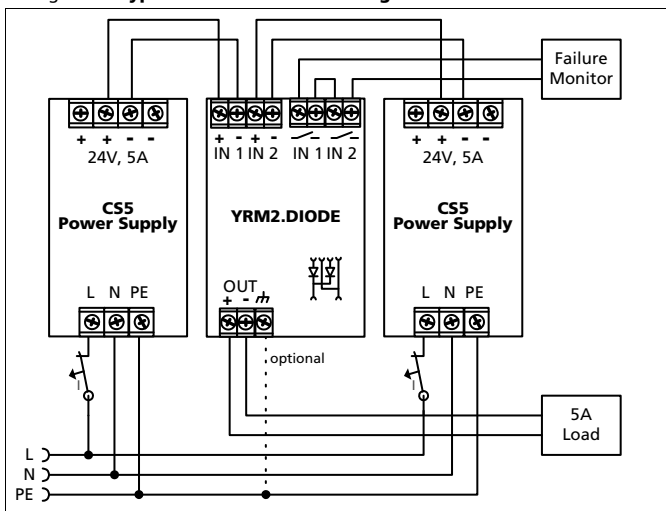 Failure
Monitor
+ + - -
24V, 5A
CS5
Power Supply
L N PE
+ - + -
IN 1 IN 2 IN 1 IN 2
YRM2.DIODE
OUT
+ -
optional
+ + - -
24V, 5A
CS5
Power Supply
L N PE
I
I
5A
Load
L
N
PE